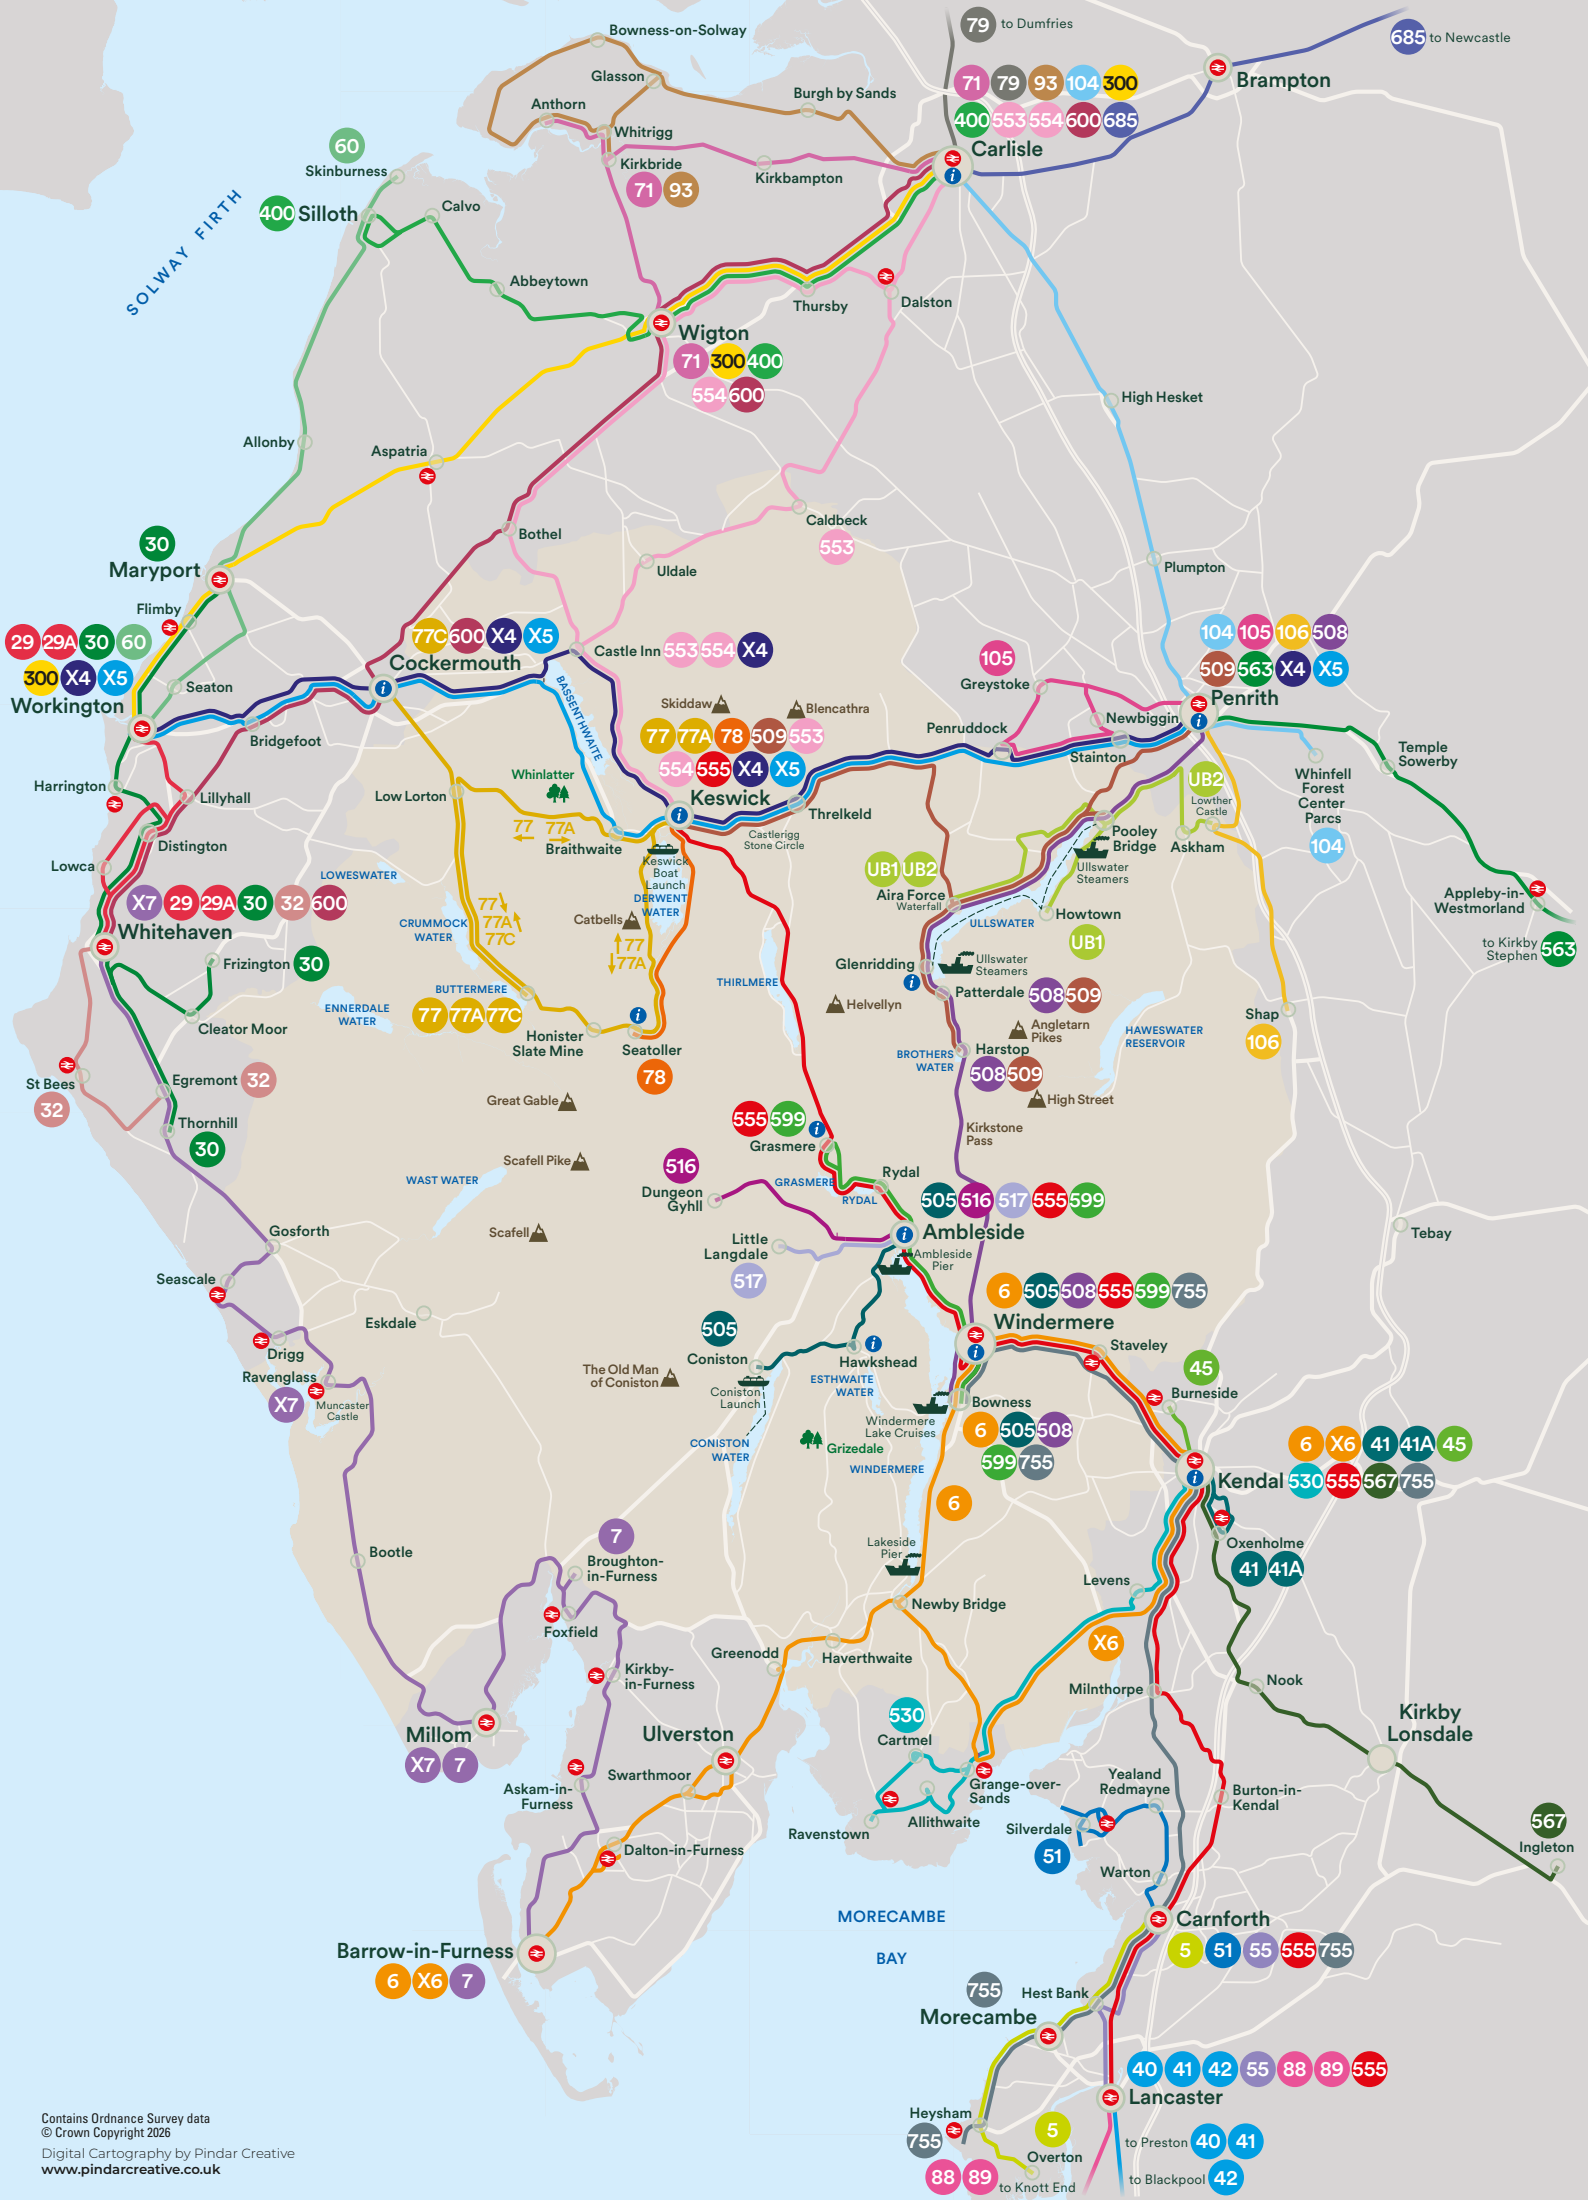 79 to Dumfries
685 to Newcastle
Bowness-on-Solway
Glasson
Brampton
71 79 93 104 300
400 553 554 600 685
Carlisle
Burgh by Sands
Anthorn
Whitrigg
60
Skinburness
Kirkbride
71 93
Kirkbampton
SOLWAY FIRTH
400 Silloth
Calvo
Abbeytown
Thursby
Dalston
Wigton
71 300 400
554 600
High Hesket
Allonby
Aspatria
Bothel
Caldbeck
553
Uldale
Plumpton
30
Maryport
Flimby
29 29A 30 60
300 X4 X5
Workington
Seaton
77C 600 X4 X5
Cockermouth
Castle Inn 553 554 X4
BASSENTHWAITE
104 105 106 508
509 563 X4 X5
Penrith
105
Greystoke
Newbiggin
Penruddock
Stainton
Skiddaw
Blencathra
77 77A 78 509 553
554 555 X4 X5
Keswick
Threlkeld
Castlerigg
Stone Circle
Bridgefoot
Harrington
Lillyhall
Distington
Lowca
Whinlatter
Low Lorton
77 77A
Braithwaite
Keswick
Boat
Launch
DERWENT
WATER
Temple
Sowerby
Whinfell
Forest
Center
Parcs
104
UB2
Lowther
Castle
Askham
Pooley
Bridge
Ullswater
Steamers
UB1 UB2
Aira Force
Waterfall
ULLSWATER
Howtown
UB1
Appleby-in-
Westmorland
to Kirkby
Stephen
563
LOWESWATER
X7 29 29A 30 32 600
Whitehaven
77
77A
77C
CRUMMOCK
WATER
Catbells
77
77A
Frizington 30
Cleator Moor
ENNERDALE
WATER
BUTTERMERE
77 77A 77C
Honister
Slate Mine
Seatoller
78
THIRLMERE
Glenridding
Ullswater
Steamers
Patterdale 508 509
Helvellyn
Angletarn
Pikes
HAWESWATER
RESERVOIR
BROTHERS
WATER
Harstop
508 509
High Street
Kirkstone
Pass
Shap
106
St Bees
32
Egremont 32
Thornhill
30
Great Gable
Scafell Pike
WAST WATER
Scafell
555 599
Grasmere
516
Dungeon
Gyhll
GRASMERE
Rydal
RYDAL
505 516 517 555 599
Ambleside
Ambleside
Pier
Little
Langdale
517
Tebay
Gosforth
Seascale
Drigg
Eskdale
Ravenglass
X7
Muncaster
Castle
6 505 508 555 599 755
Windermere
Staveley
505
Coniston
Coniston
Launch
Hawkshead
ESTHWAITE
WATER
The Old Man
of Coniston
CONISTON
WATER
Grizedale
Windermere
Lake Cruises
WINDERMERE
Bowness
6 505 508
599 755
6
45
Burneside
6 X6 41 41A 45
Kendal 530 555 567 755
Oxenholme
41 41A
Bootle
7
Broughton-
in-Furness
Foxfield
Lakeside
Pier
Newby Bridge
Levens
X6
Kirkby-
in-Furness
Greenodd
Haverthwaite
Millom
X7 7
Ulverston
Swarthmoor
Askam-in-
Furness
Dalton-in-Furness
530
Cartmel
Grange-over-
Sands
Allithwaite
Ravenstown
Milnthorpe
Nook
Kirkby
Lonsdale
Yealand
Redmayne
Silverdale
51
Burton-in-
Kendal
Warton
567
Ingleton
Barrow-in-Furness
6 X6 7
MORECAMBE
BAY
Carnforth
5 51 55 555 755
Hest Bank
755
Morecambe
40 41 42 55 88 89 555
Lancaster
Heysham
755
5
Overton
88 89 to Knott End
to Preston 40 41
to Blackpool 42
Contains Ordnance Survey data
© Crown Copyright 2026
Digital Cartography by Pindar Creative
www.pindarcreative.co.uk